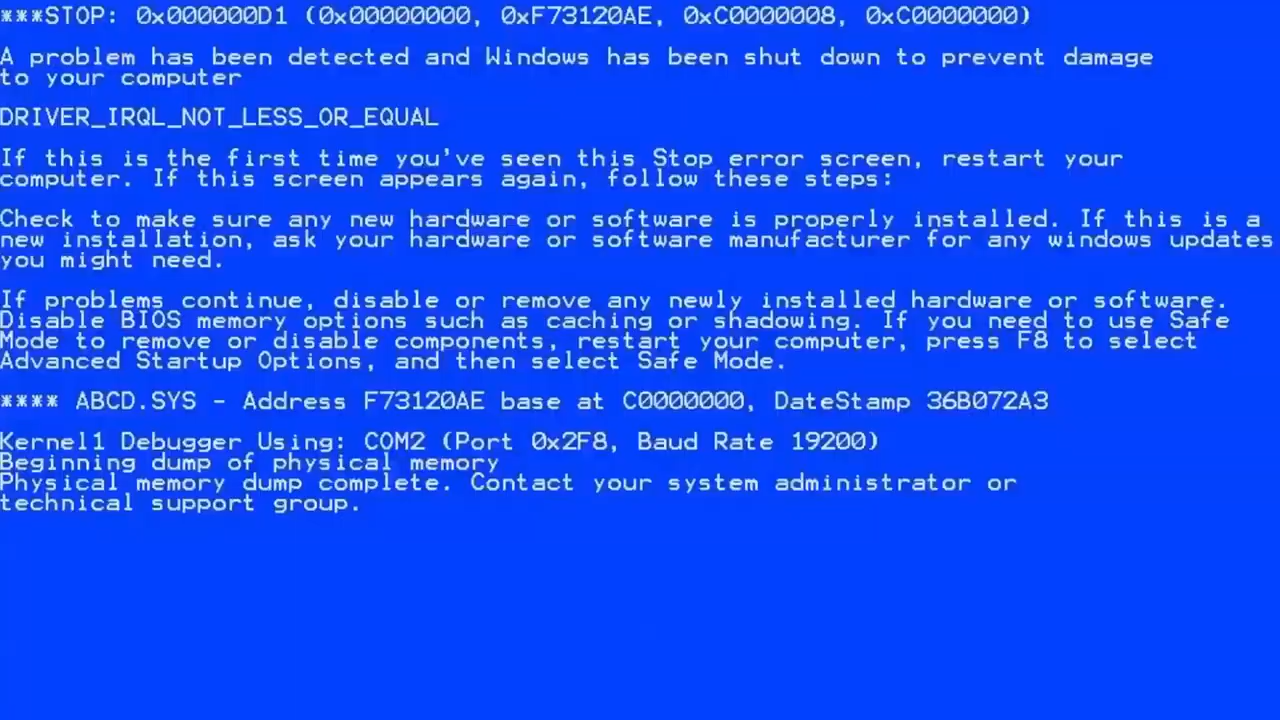 ***STOP: 0x000000D1 (0x00000000, 0xF73120AE, 0xC0000008, 0xC0000000)
A problem has been detected and Windows has been shut down to prevent damage
to your computer
DRIVER_IRQL_NOT_LESS_OR_EQUAL
If this is the first time you've seen this Stop error screen, restart your
computer. If this screen appears again, follow these steps:
Check to make sure any new hardware or software is properly installed. If this is a
new installation, ask your hardware or software manufacturer for any windows updates
you might need.
If problems continue, disable or remove any newly installed hardware or software.
Disable BIOS memory options such as caching or shadowing. If you need to use Safe
Mode to remove or disable components, restart your computer, press F8 to select
Advanced Startup Options, and then select Safe Mode.
**** ABCD.SYS - Address F73120AE base at C0000000, DateStamp 36B072A3
Kernel1 Debugger Using: COM2 (Port 0x2F8, Baud Rate 19200)
Beginning dump of physical memory
Physical memory dump complete. Contact your system administrator or
technical support group.